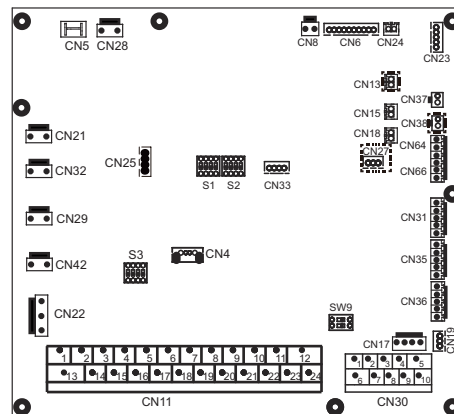 CN5 CN28 CN8 CN6 CN24 CN23
CN13
CN37
CN15
CN38
CN21
CN18
CN64
CN27
CN25
CN32
CN66
S1 S2 CN33
CN29
CN31
S3 CN4
CN42
CN35
CN22
SW9
CN36
CN17
CN19
1 2 3 4 5 6 7 8 9 10 11 12
13 14 15 16 17 18 19 20 21 22 23 24
1 2 3 4 5
6 7 8 9 10
CN11
CN30